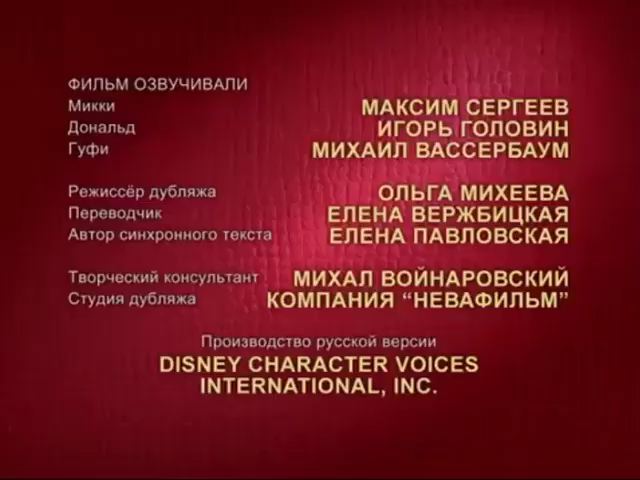 ФИЛЬМ ОЗВУЧИВАЛИ
Микки МАКСИМ СЕРГЕЕВ
Дональд ИГОРЬ ГОЛОВИН
Гуфи МИХАИЛ ВАССЕРБАУМ
Режиссёр дубляжа ОЛЬГА МИХЕЕВА
Переводчик ЕЛЕНА ВЕРЖБИЦКАЯ
Автор синхронного текста ЕЛЕНА ПАВЛОВСКАЯ
Творческий консультант МИХАЛ ВОЙНАРОВСКИЙ
Студия дубляжа КОМПАНИЯ “НЕВАФИЛЬМ”
Производство русской версии
DISNEY CHARACTER VOICES
INTERNATIONAL, INC.